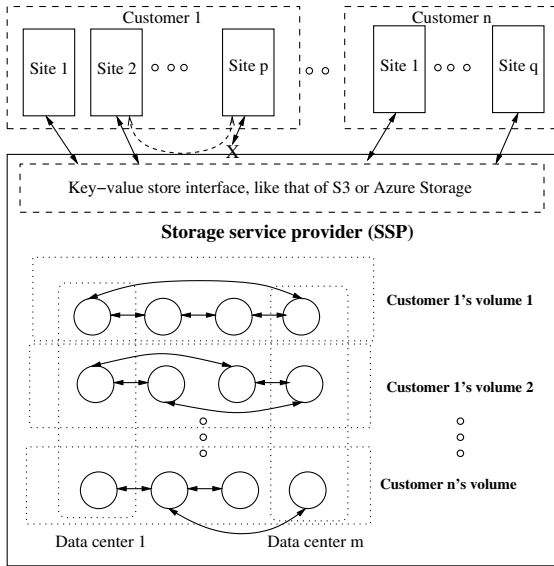 Customer 1
Customer n
Site 1
Site 2
Site p
Site 1
Site q
X
Key−value store interface, like that of S3 or Azure Storage
Storage service provider (SSP)
Customer 1's volume 1
Customer 1's volume 2
Customer n's volume
Data center 1
Data center m